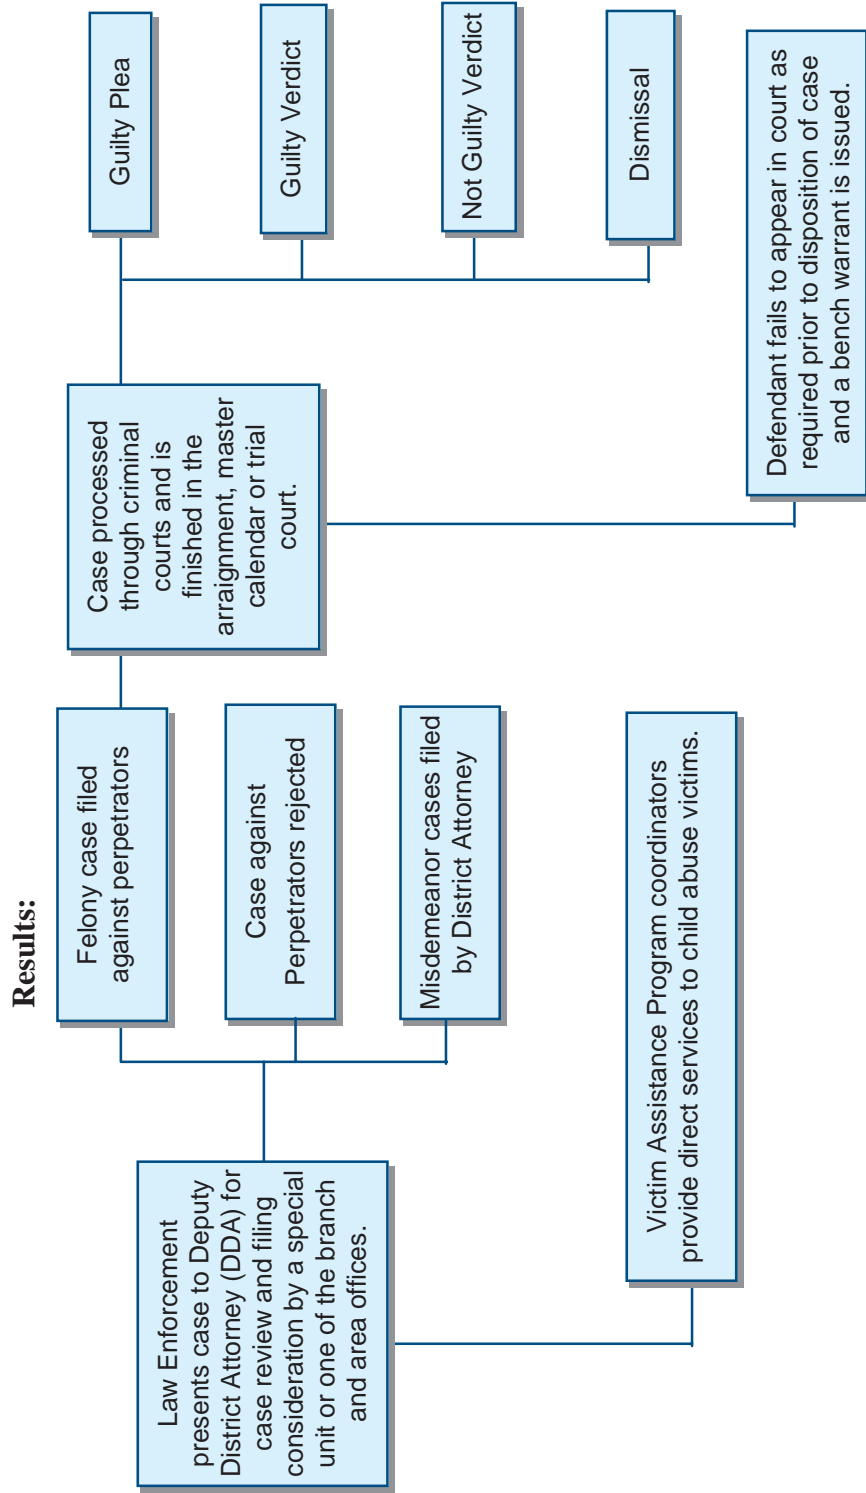 Results:
Law Enforcement
presents case to Deputy
District Attorney (DDA) for
case review and filing
consideration by a special
unit or one of the branch
and area offices.
Felony case filed
against perpetrators
Case against
Perpetrators rejected
Misdemeanor cases filed
by District Attorney
Victim Assistance Program coordinators
provide direct services to child abuse victims.
Case processed
through criminal
courts and is
finished in the
arraignment, master
calendar or trial
court.
Guilty Plea
Guilty Verdict
Not Guilty Verdict
Dismissal
Defendant fails to appear in court as
required prior to disposition of case
and a bench warrant is issued.